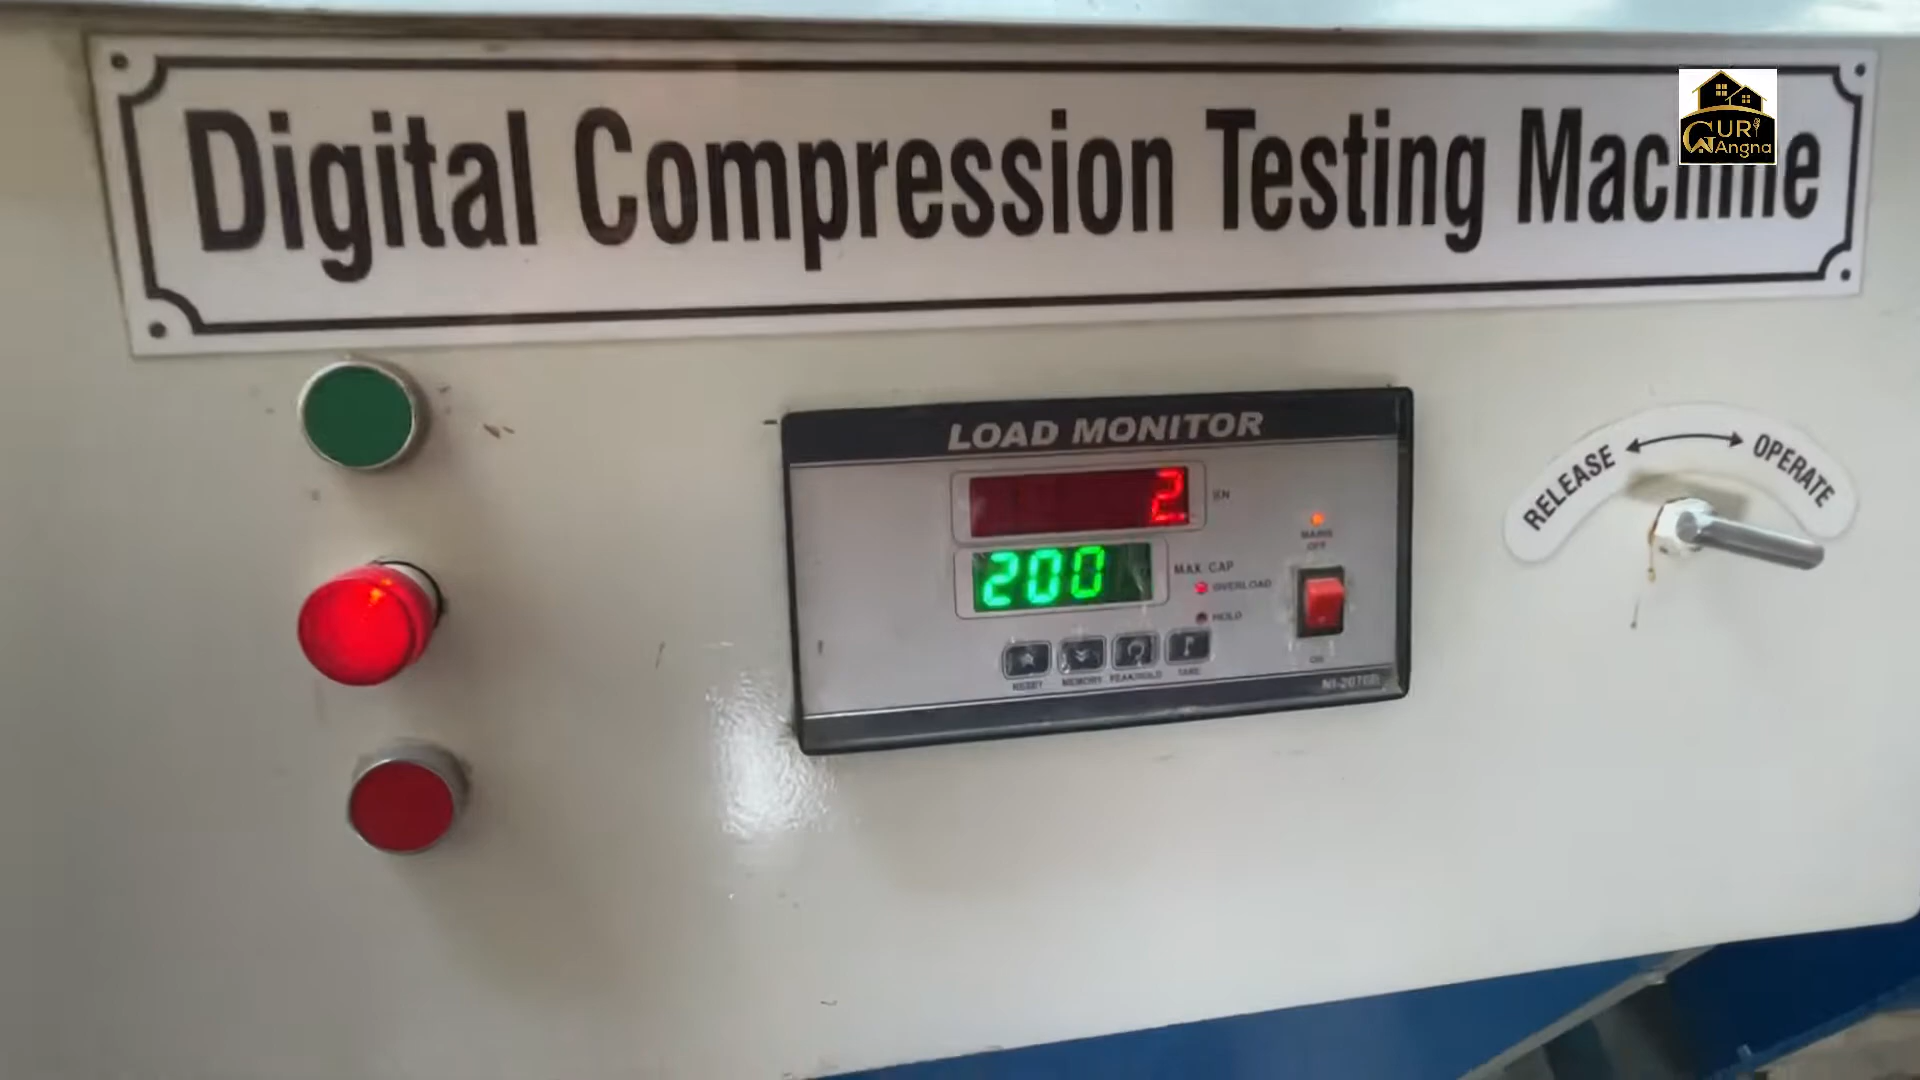 Digital Compression Testing Machine
GURI
Angna
LOAD MONITOR
2 KN
200
MAX CAP
OVERLOAD
HOLD
MAINS
OFF
RESET MEMORY PEAK/HOLD TARE
ON
RELEASE OPERATE